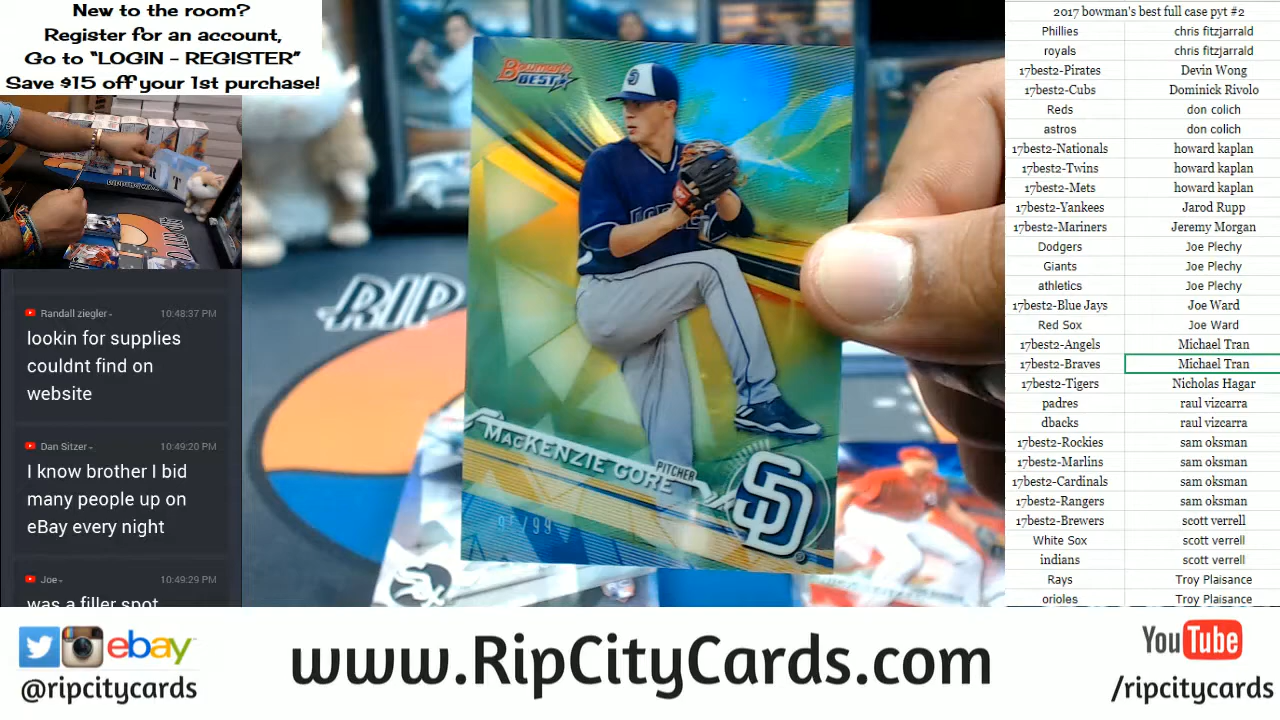 New to the room?
Register for an account,
Go to “LOGIN - REGISTER”
Save $15 off your 1st purchase!
Randall ziegler
10:48:37 PM
lookin for supplies
couldnt find on
website
Dan Sitzer
10:49:20 PM
I know brother I bid
many people up on
eBay every night
Joe
10:49:29 PM
was a filler spot
Bowman's
BEST
RIP
MACKENZIE GORE
PITCHER
SD
2017 bowman's best full case pyt #2
Phillies chris fitzjarrald
royals chris fitzjarrald
17best2-Pirates Devin Wong
17best2-Cubs Dominick Rivolo
Reds don colich
astros don colich
17best2-Nationals howard kaplan
17best2-Twins howard kaplan
17best2-Mets howard kaplan
17best2-Yankees Jarod Rupp
17best2-Mariners Jeremy Morgan
Dodgers Joe Plechy
Giants Joe Plechy
athletics Joe Plechy
17best2-Blue Jays Joe Ward
Red Sox Joe Ward
17best2-Angels Michael Tran
17best2-Braves Michael Tran
17best2-Tigers Nicholas Hagar
padres raul vizcarra
dbacks raul vizcarra
17best2-Rockies sam oksman
17best2-Marlins sam oksman
17best2-Cardinals sam oksman
17best2-Rangers sam oksman
17best2-Brewers scott verrell
White Sox scott verrell
indians scott verrell
Rays Troy Plaisance
orioles Troy Plaisance
ebay
@ripcitycards
www.RipCityCards.com
YouTube
/ripcitycards